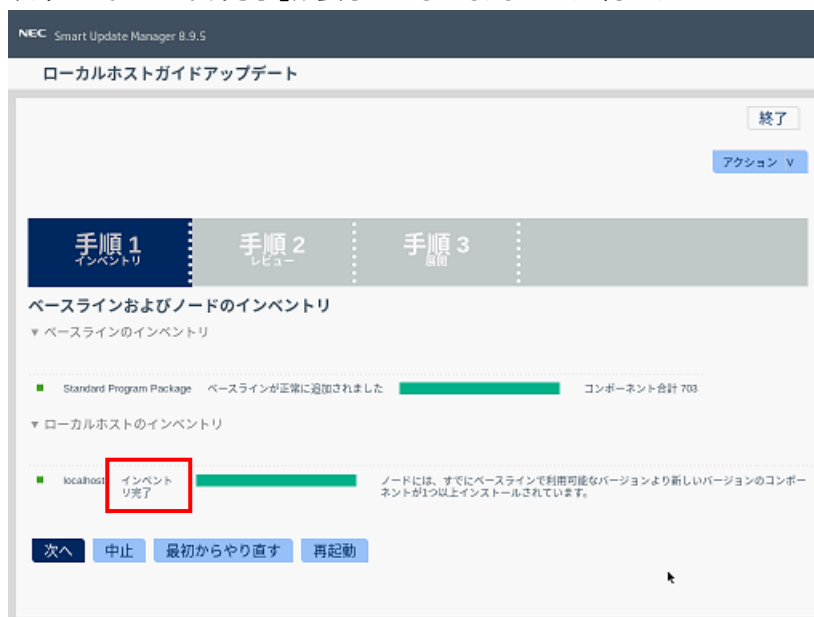 NEC Smart Update Manager 8.9.5
ローカルホストガイドアップデート
終了
アクション ∨
手順 1
インベントリ
手順 2
レビュー
手順 3
展開
ベースラインおよびノードのインベントリ
▼ ベースラインのインベントリ
Standard Program Package ベースラインが正常に追加されました コンポーネント合計 703
▼ ローカルホストのインベントリ
localhost インベント
リ完了
ノードには、すでにベースラインで利用可能なバージョンより新しいバージョンのコンポー
ネントが1つ以上インストールされています。
次へ 中止 最初からやり直す 再起動